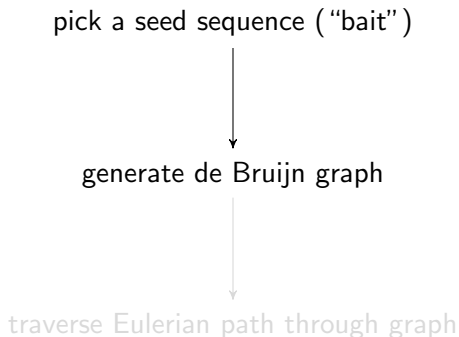 pick a seed sequence (“bait”)
generate de Bruijn graph
traverse Eulerian path through graph